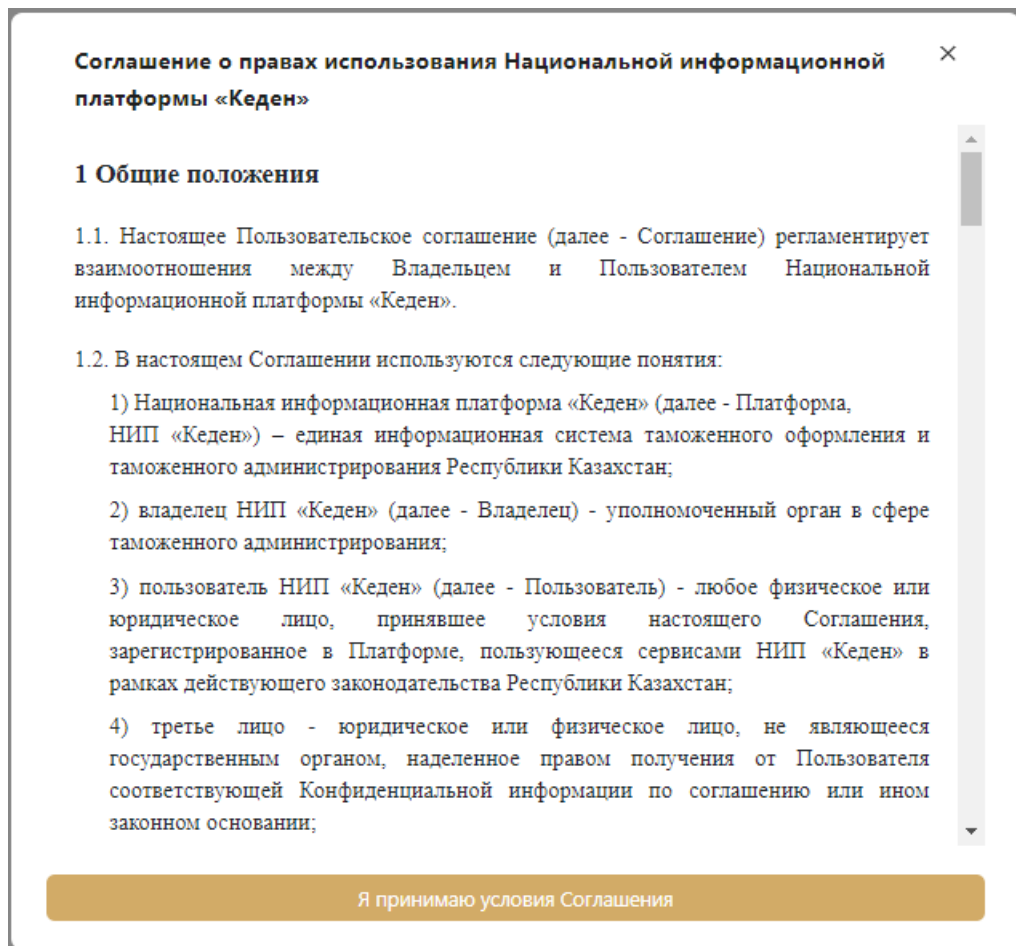 Соглашение о правах использования Национальной информационной
платформы «Кеден»
1 Общие положения
1.1. Настоящее Пользовательское соглашение (далее - Соглашение) регламентирует
взаимоотношения между Владельцем и Пользователем Национальной
информационной платформы «Кеден».
1.2. В настоящем Соглашении используются следующие понятия:
1) Национальная информационная платформа «Кеден» (далее - Платформа,
НИП «Кеден») – единая информационная система таможенного оформления и
таможенного администрирования Республики Казахстан;
2) владелец НИП «Кеден» (далее - Владелец) - уполномоченный орган в сфере
таможенного администрирования;
3) пользователь НИП «Кеден» (далее - Пользователь) - любое физическое или
юридическое лицо, принявшее условия настоящего Соглашения,
зарегистрированное в Платформе, пользующееся сервисами НИП «Кеден» в
рамках действующего законодательства Республики Казахстан;
4) третье лицо - юридическое или физическое лицо, не являющееся
государственным органом, наделенное правом получения от Пользователя
соответствующей Конфиденциальной информации по соглашению или ином
законном основании;
Я принимаю условия Соглашения